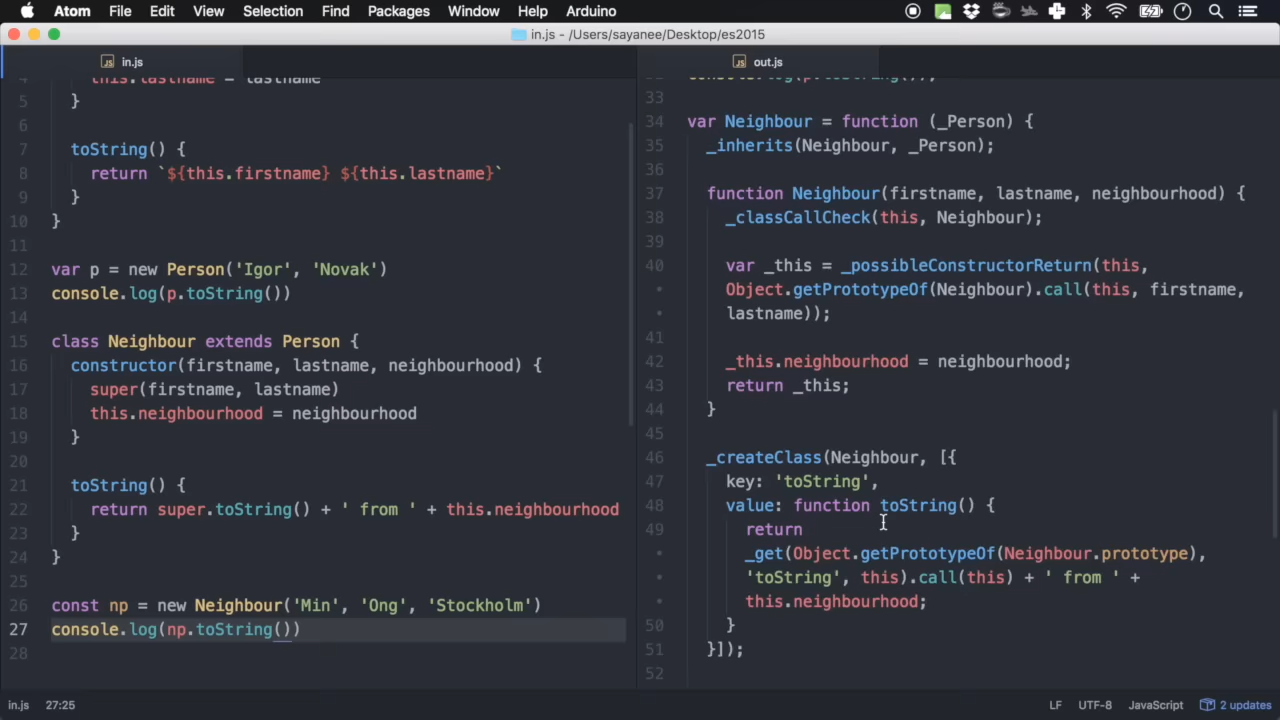 Atom File Edit View Selection Find Packages Window Help Arduino
in.js - /Users/sayanee/Desktop/es2015
in.js
4 this.lastname = lastname
5 }
6
7 toString() {
8 return `${this.firstname} ${this.lastname}`
9 }
10 }
11
12 var p = new Person('Igor', 'Novak')
13 console.log(p.toString())
14
15 class Neighbour extends Person {
16 constructor(firstname, lastname, neighbourhood) {
17 super(firstname, lastname)
18 this.neighbourhood = neighbourhood
19 }
20
21 toString() {
22 return super.toString() + ' from ' + this.neighbourhood
23 }
24 }
25
26 const np = new Neighbour('Min', 'Ong', 'Stockholm')
27 console.log(np.toString())
28
out.js
32 console.log(p.toString());
33
34 var Neighbour = function (_Person) {
35 _inherits(Neighbour, _Person);
36
37 function Neighbour(firstname, lastname, neighbourhood) {
38 _classCallCheck(this, Neighbour);
39
40 var _this = _possibleConstructorReturn(this,
• Object.getPrototypeOf(Neighbour).call(this, firstname,
• lastname));
41
42 _this.neighbourhood = neighbourhood;
43 return _this;
44 }
45
46 _createClass(Neighbour, [{
47 key: 'toString',
48 value: function toString() {
49 return
• _get(Object.getPrototypeOf(Neighbour.prototype),
• 'toString', this).call(this) + ' from ' +
• this.neighbourhood;
50 }
51 }]);
52
in.js 27:25
LF UTF-8 JavaScript 2 updates